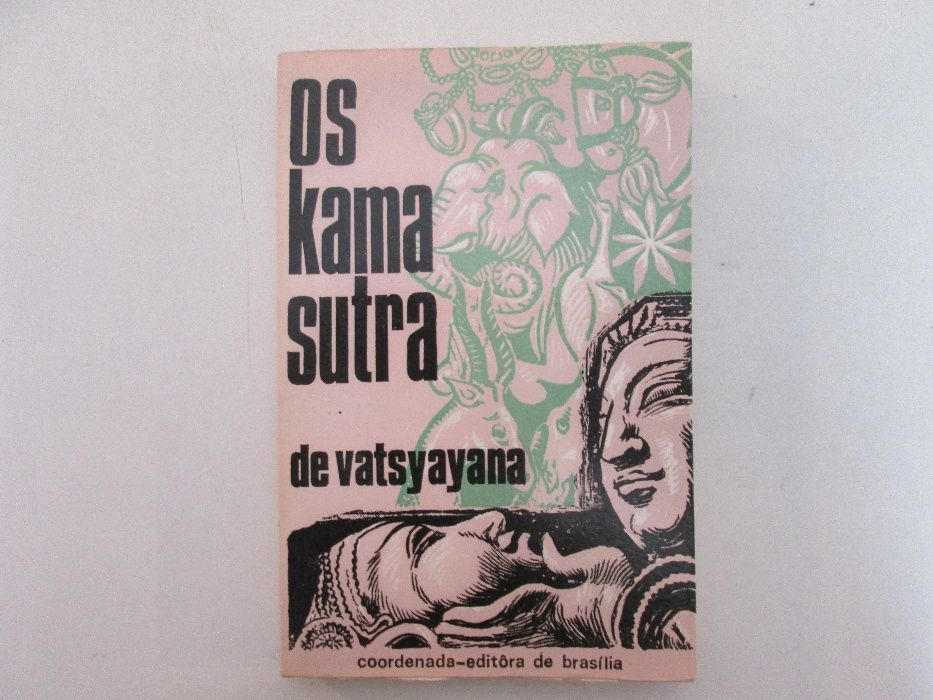 os
kama
sutra
de vatsyayana
coordenada-editôra de brasília